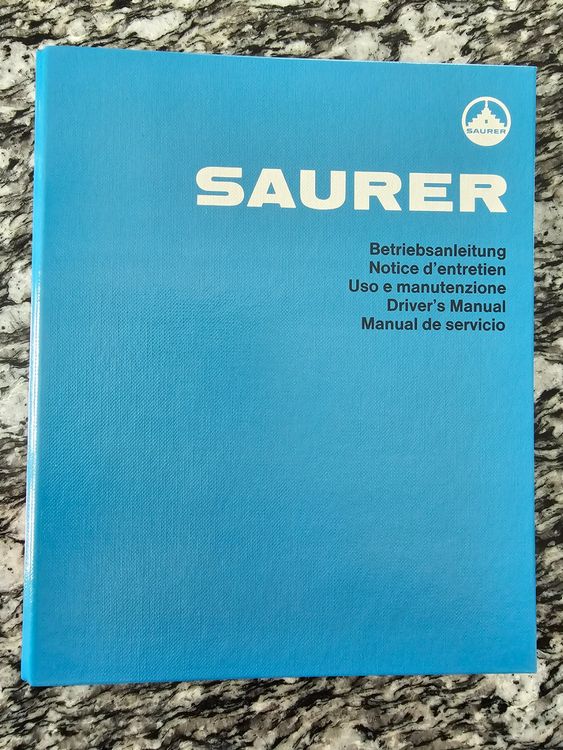 SAURER
SAURER
Betriebsanleitung
Notice d'entretien
Uso e manutenzione
Driver's Manual
Manual de servicio